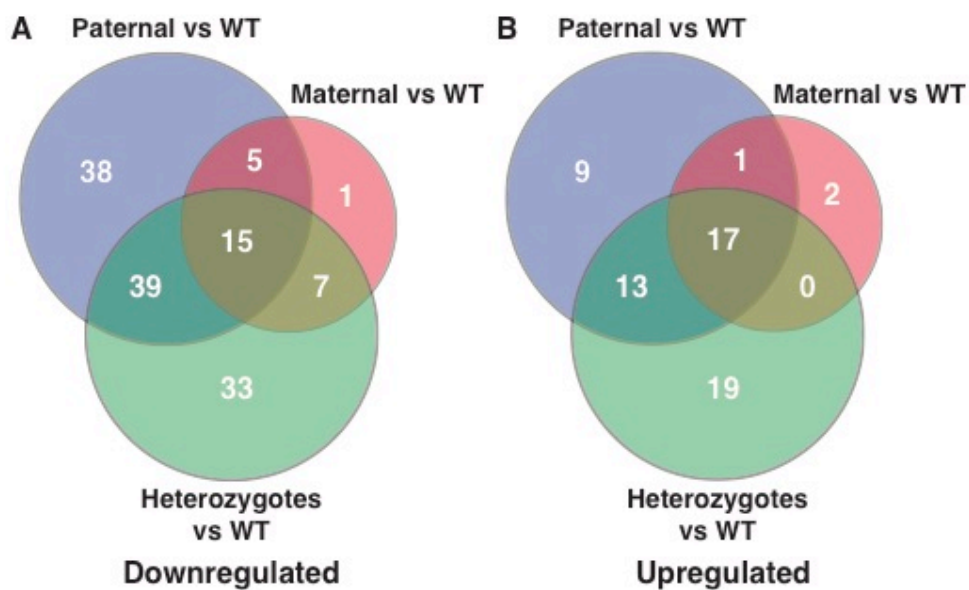 A
Paternal vs WT
Maternal vs WT
38
5
1
15
39
7
33
Heterozygotes
vs WT
Downregulated
B
Paternal vs WT
Maternal vs WT
9
1
2
17
13
0
19
Heterozygotes
vs WT
Upregulated